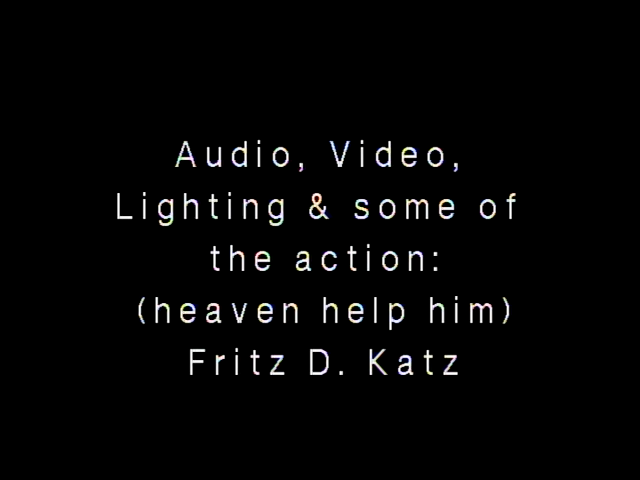 Audio, Video,
Lighting & some of
the action:
(heaven help him)
Fritz D. Katz